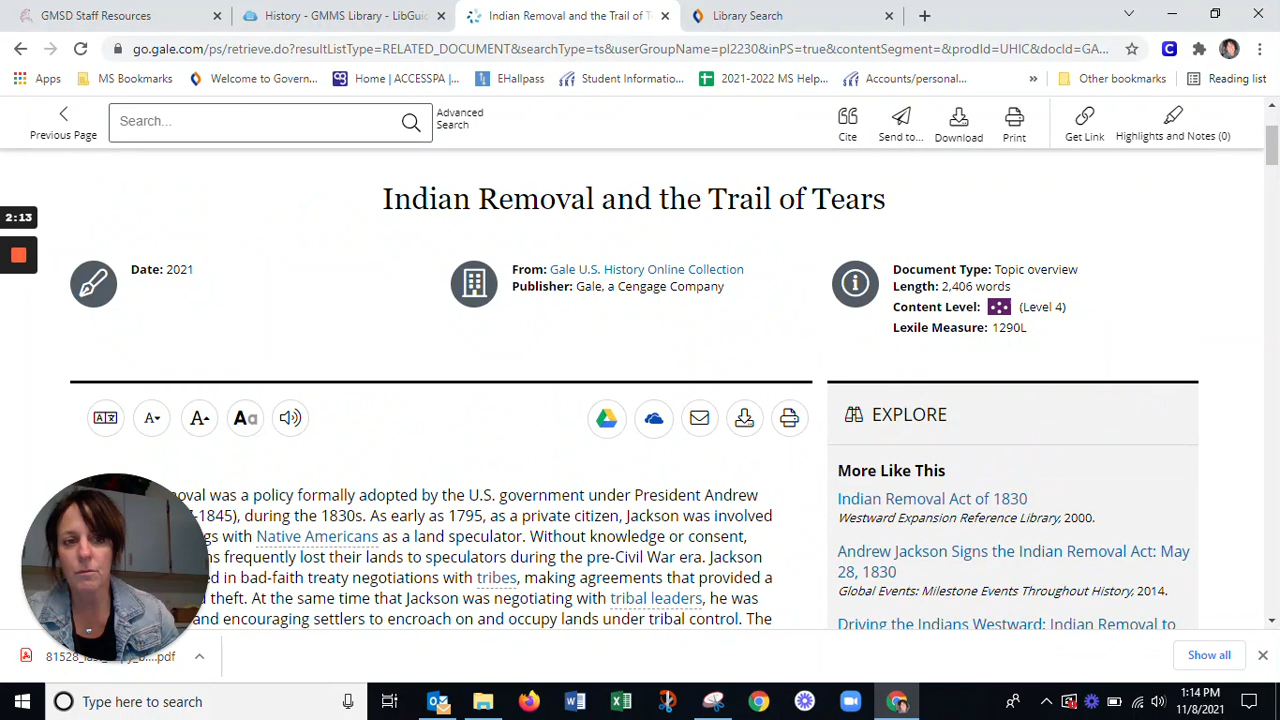 GMSD Staff Resources
History - GMMS Library - LibGui
Indian Removal and the Trail of T
Library Search
go.gale.com/ps/retrieve.do?resultListType=RELATED_DOCUMENT&searchType=ts&userGroupName=pl2230&inPS=true&contentSegment=&prodId=UHIC&docId=GA...
Apps
MS Bookmarks
Welcome to Govern...
Home | ACCESSPA |...
EHallpass
Student Informatio...
2021-2022 MS Help...
Accounts/personal...
»
Other bookmarks
Reading list
Previous Page
Search...
Advanced
Search
Cite
Send to...
Download
Print
Get Link
Highlights and Notes (0)
Indian Removal and the Trail of Tears
2:13
Date: 2021
From: Gale U.S. History Online Collection
Publisher: Gale, a Cengage Company
Document Type: Topic overview
Length: 2,406 words
Content Level: (Level 4)
Lexile Measure: 1290L
EXPLORE
More Like This
Indian Removal Act of 1830
Westward Expansion Reference Library, 2000.
Andrew Jackson Signs the Indian Removal Act: May
28, 1830
Global Events: Milestone Events Throughout History, 2014.
Driving the Indians Westward: Indian Removal to
oval was a policy formally adopted by the U.S. government under President Andrew
-1845), during the 1830s. As early as 1795, as a private citizen, Jackson was involved
gs with Native Americans as a land speculator. Without knowledge or consent,
ns frequently lost their lands to speculators during the pre-Civil War era. Jackson
ed in bad-faith treaty negotiations with tribes, making agreements that provided a
theft. At the same time that Jackson was negotiating with tribal leaders, he was
and encouraging settlers to encroach on and occupy lands under tribal control. The
Show all
Type here to search
1:14 PM
11/8/2021